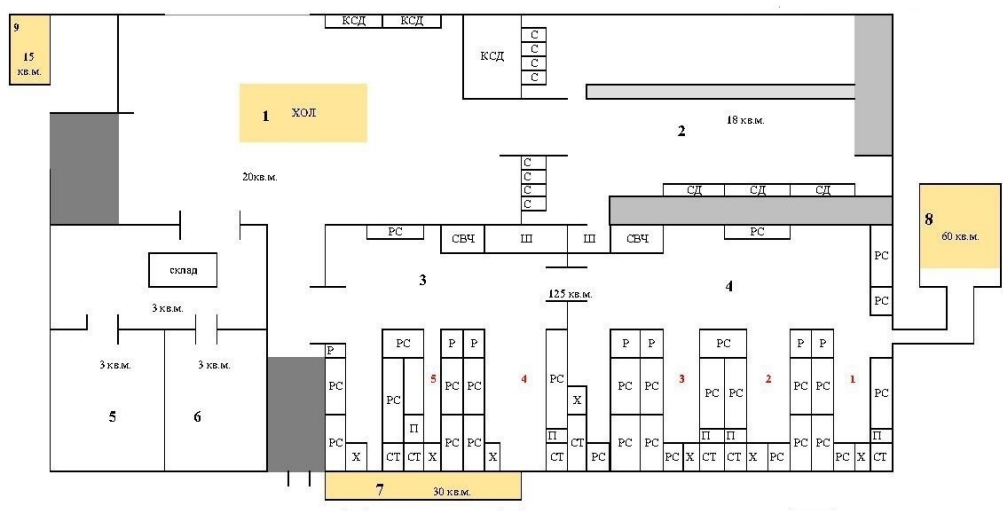 9
15
кв.м.
КСД КСД
КСД
С
С
С
С
1 ХОЛ
2
18 кв.м.
20кв.м.
С
С
С
С
СД СД СД
8
60 кв.м.
РС СВЧ Ш Ш СВЧ РС
РС
склад
3
125 кв.м.
4
РС
3 кв.м.
3 кв.м. 3 кв.м.
Р РС Р Р РС Р Р РС Р Р
РС РС 5 РС РС 4 РС РС 3 РС РС 2 РС РС 1 РС
5 6
Х
П П П П П
СТ
РС РС РС РС РС РС РС
Х СТ СТ Х Х СТ РС РС Х СТ СТ Х РС РС Х СТ
7 30 кв.м.